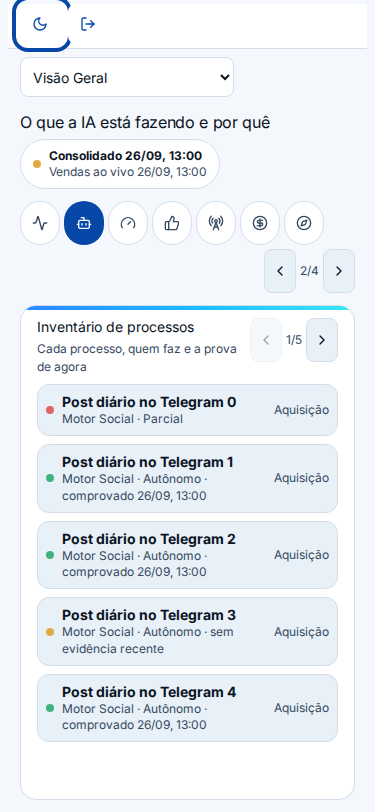 Visão Geral
O que a IA está fazendo e por quê
Consolidado 26/09, 13:00
Vendas ao vivo 26/09, 13:00
2/4
Inventário de processos
Cada processo, quem faz e a prova
de agora
1/5
Post diário no Telegram 0
Motor Social · Parcial
Aquisição
Post diário no Telegram 1
Motor Social · Autônomo ·
comprovado 26/09, 13:00
Aquisição
Post diário no Telegram 2
Motor Social · Autônomo ·
comprovado 26/09, 13:00
Aquisição
Post diário no Telegram 3
Motor Social · Autônomo · sem
evidência recente
Aquisição
Post diário no Telegram 4
Motor Social · Autônomo ·
comprovado 26/09, 13:00
Aquisição